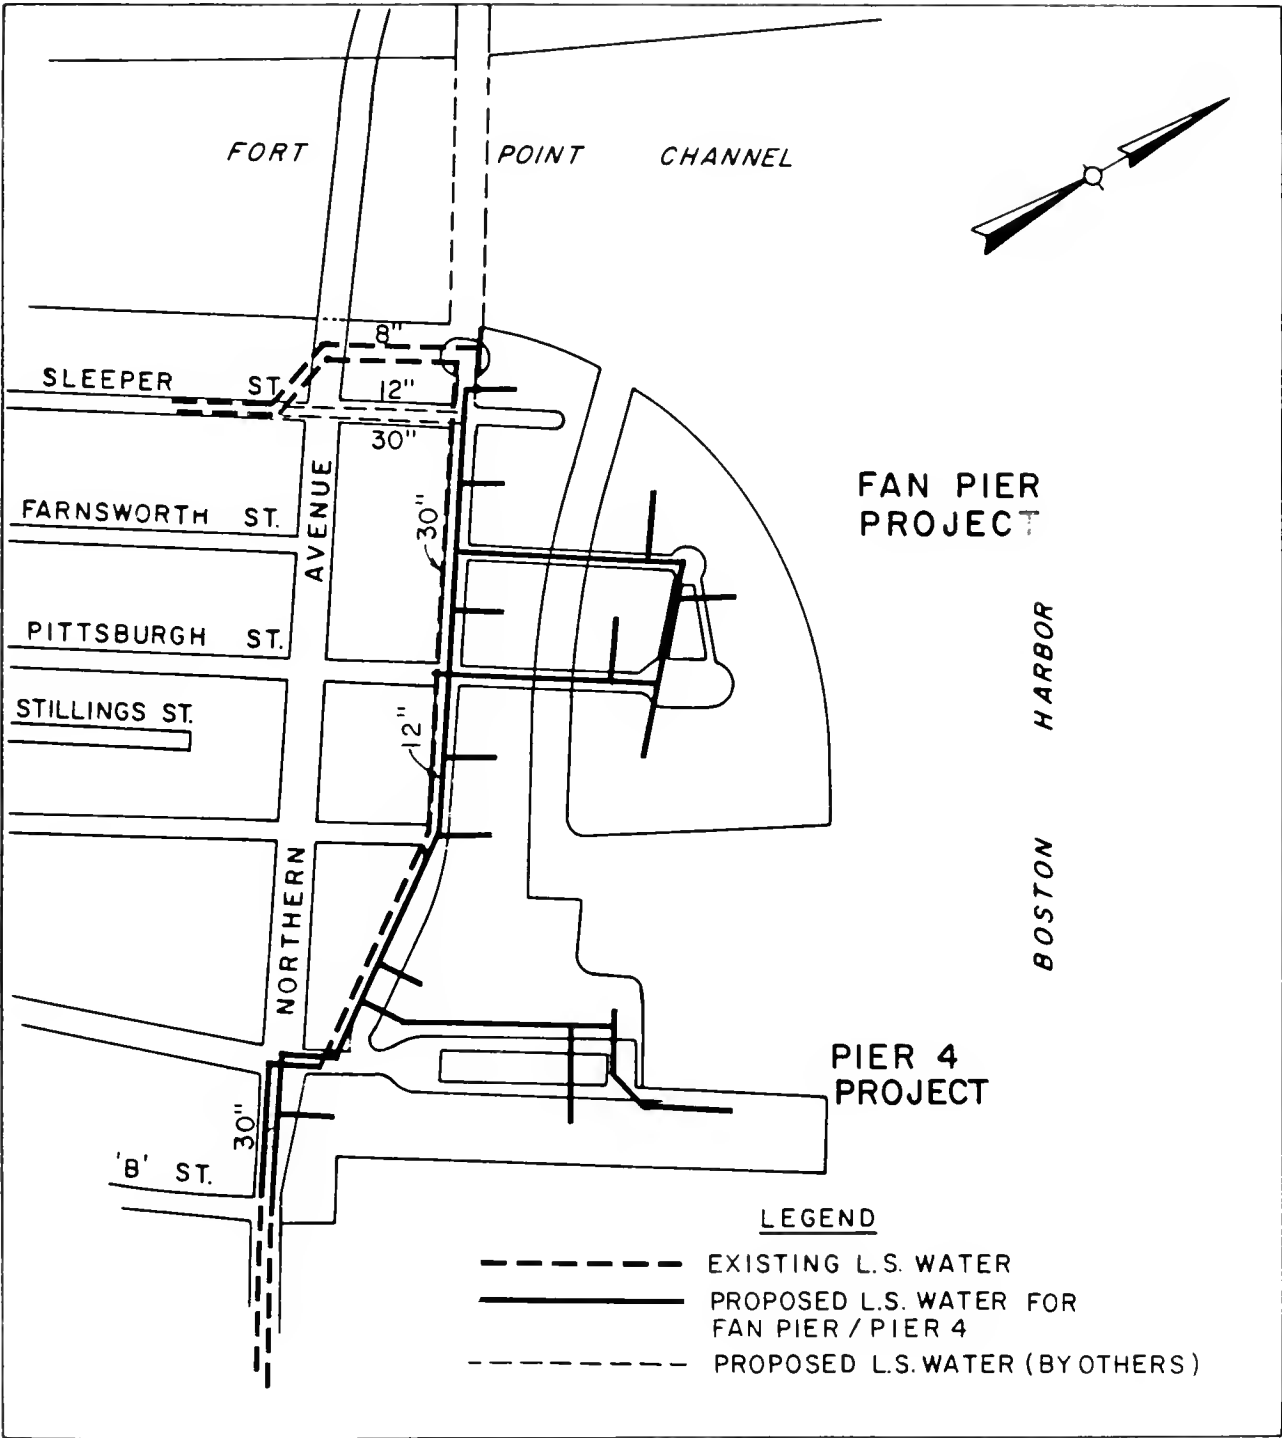 FORT POINT CHANNEL
8"
SLEEPER ST.
12"
30"
FARNSWORTH ST.
AVENUE
30"
FAN PIER
PROJECT
PITTSBURGH ST.
STILLINGS ST.
12"
BOSTON HARBOR
NORTHERN
PIER 4
PROJECT
30"
'B' ST.
LEGEND
EXISTING L.S. WATER
PROPOSED L.S. WATER FOR
FAN PIER / PIER 4
PROPOSED L.S. WATER (BY OTHERS)